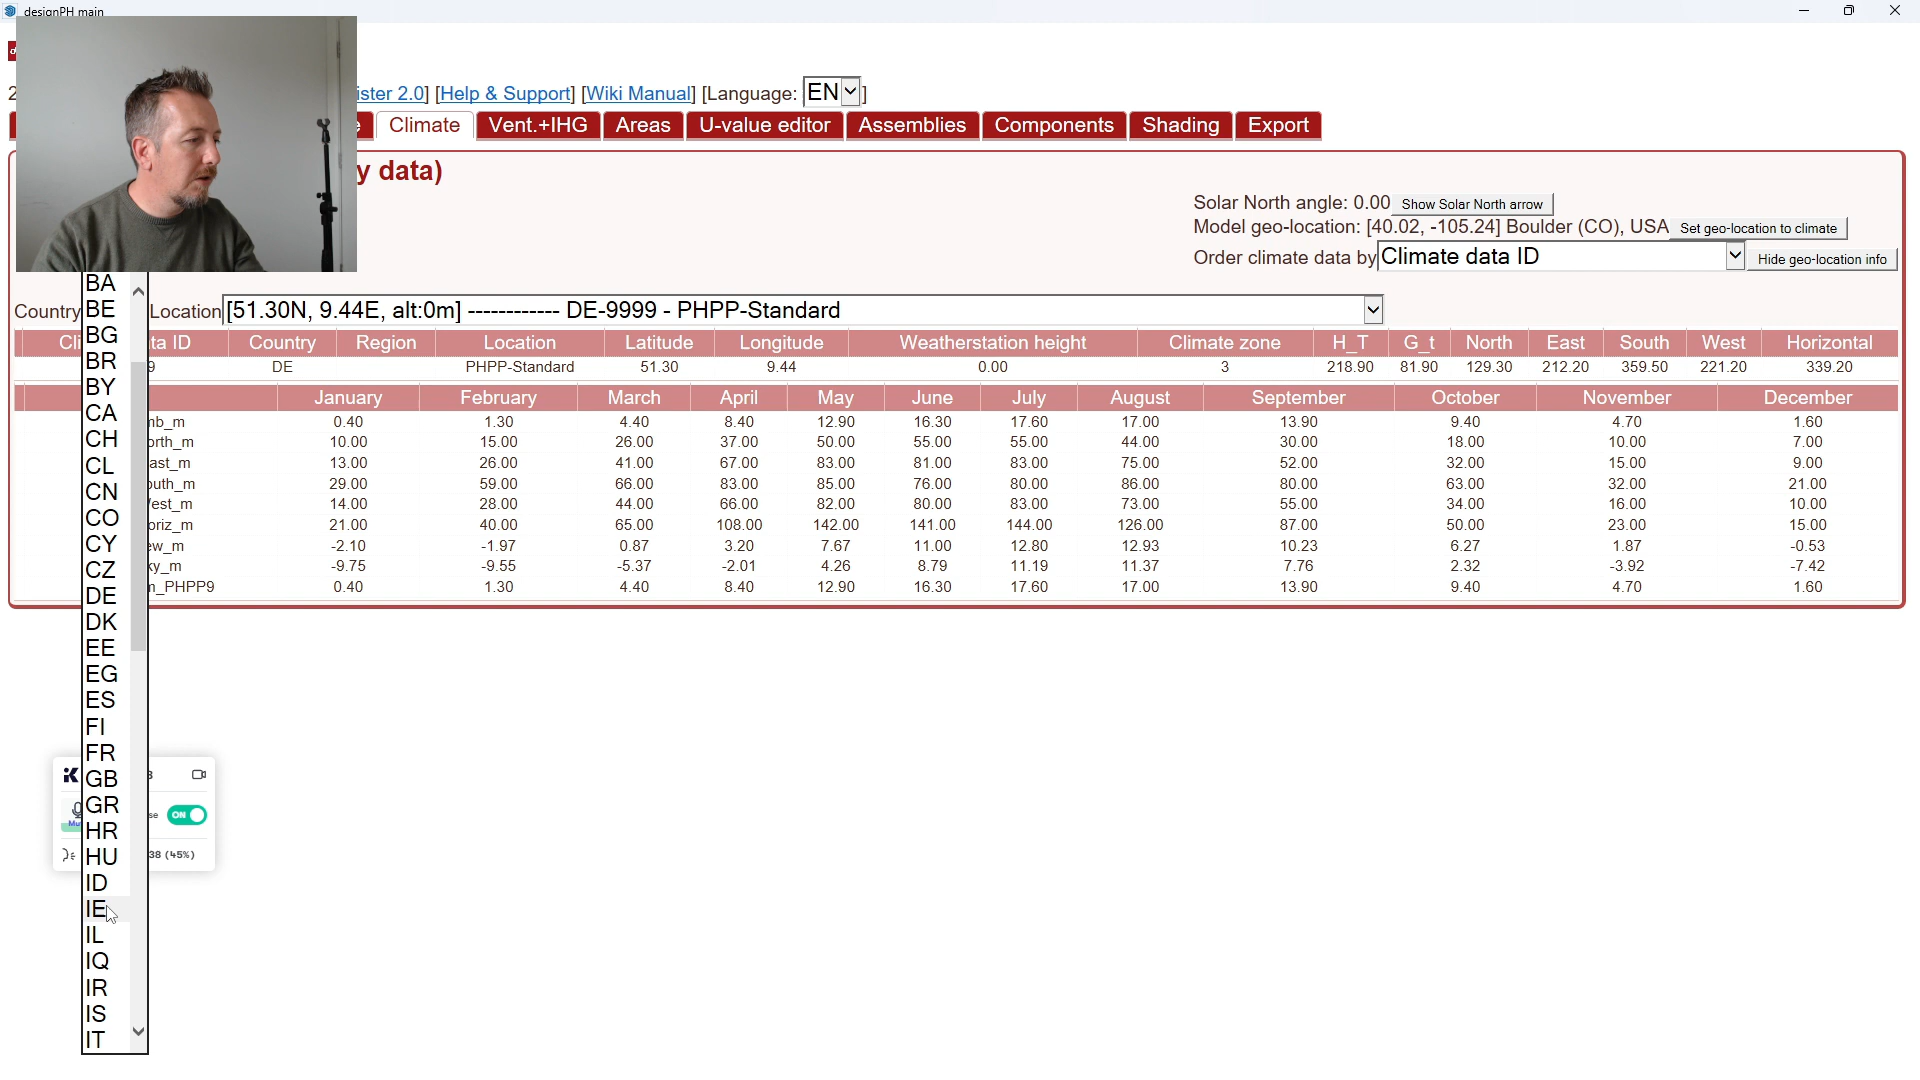 designPH main
ister 2.0] [Help & Support] [Wiki Manual] [Language: EN]
Climate Vent.+IHG Areas U-value editor Assemblies Components Shading Export
y data)
Solar North angle: 0.00 Show Solar North arrow
Model geo-location: [40.02, -105.24] Boulder (CO), USA Set geo-location to climate
Order climate data by Climate data ID Hide geo-location info
Country Location [51.30N, 9.44E, alt:0m] ------------ DE-9999 - PHPP-Standard
Cli ta ID Country Region Location Latitude Longitude Weatherstation height Climate zone H_T G_t North East South West Horizontal
9 DE PHPP-Standard 51.30 9.44 0.00 3 218.90 81.90 129.30 212.20 359.50 221.20 339.20
January February March April May June July August September October November December
nb_m 0.40 1.30 4.40 8.40 12.90 16.30 17.60 17.00 13.90 9.40 4.70 1.60
orth_m 10.00 15.00 26.00 37.00 50.00 55.00 55.00 44.00 30.00 18.00 10.00 7.00
ast_m 13.00 26.00 41.00 67.00 83.00 81.00 83.00 75.00 52.00 32.00 15.00 9.00
outh_m 29.00 59.00 66.00 83.00 85.00 76.00 80.00 86.00 80.00 63.00 32.00 21.00
Vest_m 14.00 28.00 44.00 66.00 82.00 80.00 83.00 73.00 55.00 34.00 16.00 10.00
oriz_m 21.00 40.00 65.00 108.00 142.00 141.00 144.00 126.00 87.00 50.00 23.00 15.00
ew_m -2.10 -1.97 0.87 3.20 7.67 11.00 12.80 12.93 10.23 6.27 1.87 -0.53
ky_m -9.75 -9.55 -5.37 -2.01 4.26 8.79 11.19 11.37 7.76 2.32 -3.92 -7.42
n_PHPP9 0.40 1.30 4.40 8.40 12.90 16.30 17.60 17.00 13.90 9.40 4.70 1.60
BA
BE
BG
BR
BY
CA
CH
CL
CN
CO
CY
CZ
DE
DK
EE
EG
ES
FI
FR
GB
GR
HR
HU
ID
IE
IL
IQ
IR
IS
IT
se ON
38 (45%)